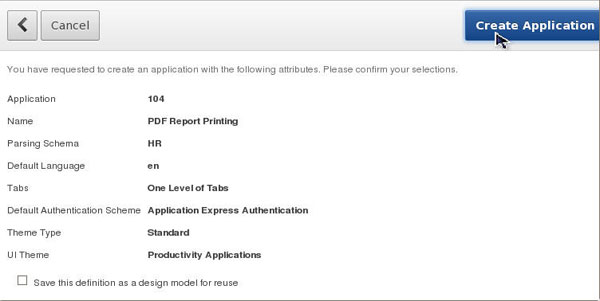 Cancel
Create Application
You have requested to create an application with the following attributes. Please confirm your selections.
Application 104
Name PDF Report Printing
Parsing Schema HR
Default Language en
Tabs One Level of Tabs
Default Authentication Scheme Application Express Authentication
Theme Type Standard
UI Theme Productivity Applications
Save this definition as a design model for reuse